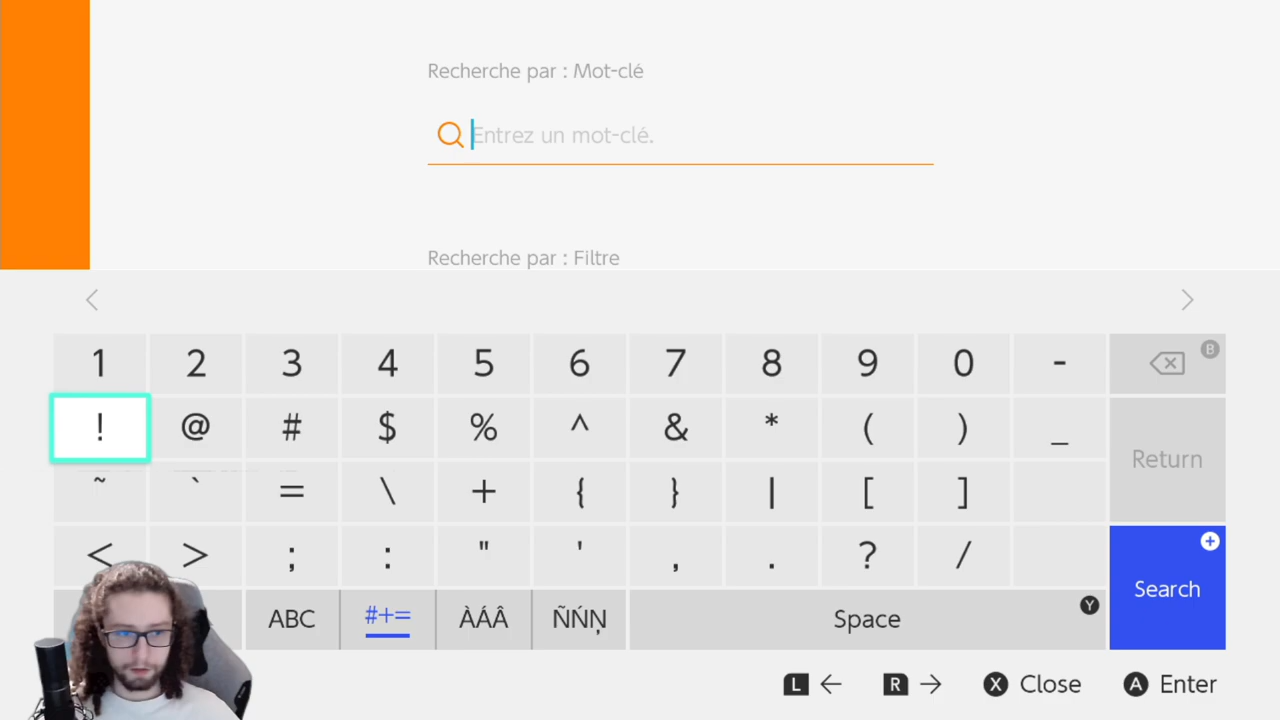 Recherche par : Mot-clé
Entrez un mot-clé.
Recherche par : Filtre
1 2 3 4 5 6 7 8 9 0 - B
! @ # $ % ^ & * ( ) _ Return
~ ` = \ + { } | [ ]
< > ; : " ' , . ? / +
ABC #+= ÀÁÂ ÑŃŅ Space Y Search
L ← R → X Close A Enter